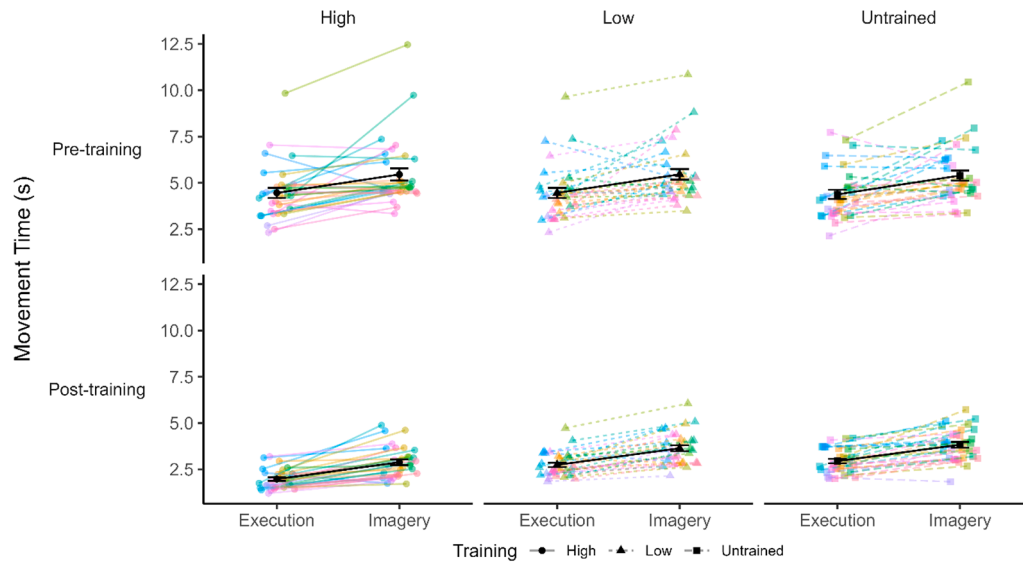 High Low Untrained
Movement Time (s)
Pre-training
12.5
10.0
7.5
5.0
2.5
Post-training
12.5
10.0
7.5
5.0
2.5
Execution Imagery Execution Imagery Execution Imagery
Training High Low Untrained